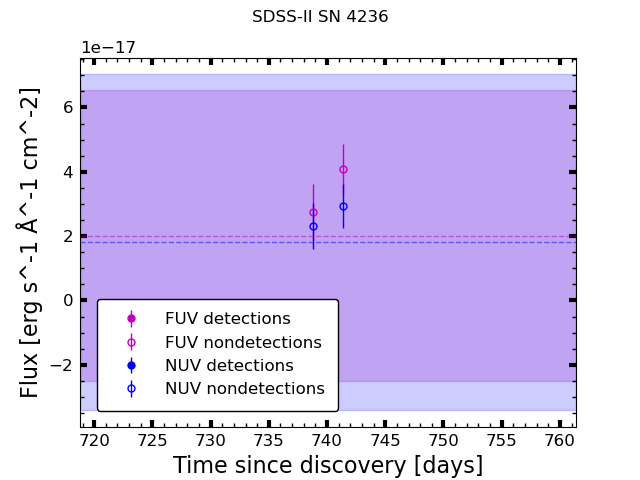 SDSS-II SN 4236
1e−17
6
4
2
0
−2
Flux [erg s^-1 Å^-1 cm^-2]
FUV detections
FUV nondetections
NUV detections
NUV nondetections
720 725 730 735 740 745 750 755 760
Time since discovery [days]